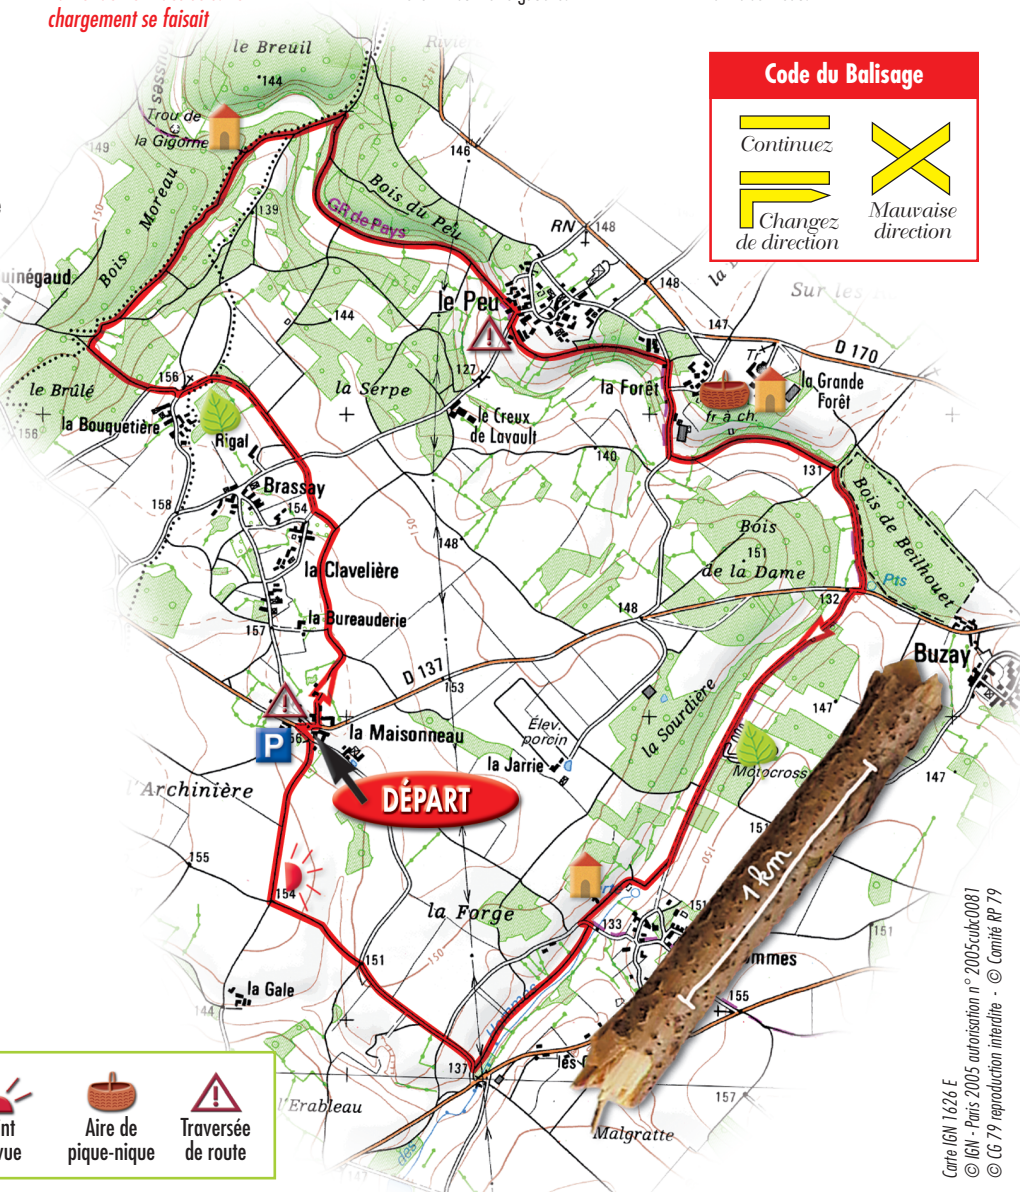 chargement se faisait
le Breuil
144
Trou de
la Gigorne
149
150
Moreau
Bois
139
146
Bois du Peu
GR de Pays
RN
148
148
147
Code du Balisage
Continuez
Changez
de direction
Mauvaise
direction
Sur les
D 170
Tr
le Peu
144
127
la Serpe
le Brûlé
156
156
la Bouquetière
Rigal
le Creux
de Lavault
la Forêt
la Grande
Forêt
fr à ch.
140
131
Brassay
154
158
150
148
Bois
151
de la Dame
Bois de Beilhouet
Pts
la Clavelière
la Bureauderie
157
148
132
Buzay
D 137
153
la Maisonneau
P
DÉPART
Élev.
porcin
la Jarrie
la Sourdière
147
Motocross
147
l'Archinière
155
154
151
150
1 km
la Forge
133
151
151
151
150
la Gale
144
155
137
l'Erableau
157
Malgratte
des
Aire de
pique-nique
Traversée
de route
Carte IGN 1626 E
© IGN - Paris 2005 autorisation n° 2005cubc0081
© CG 79 reproduction interdite - © Comité RP 79